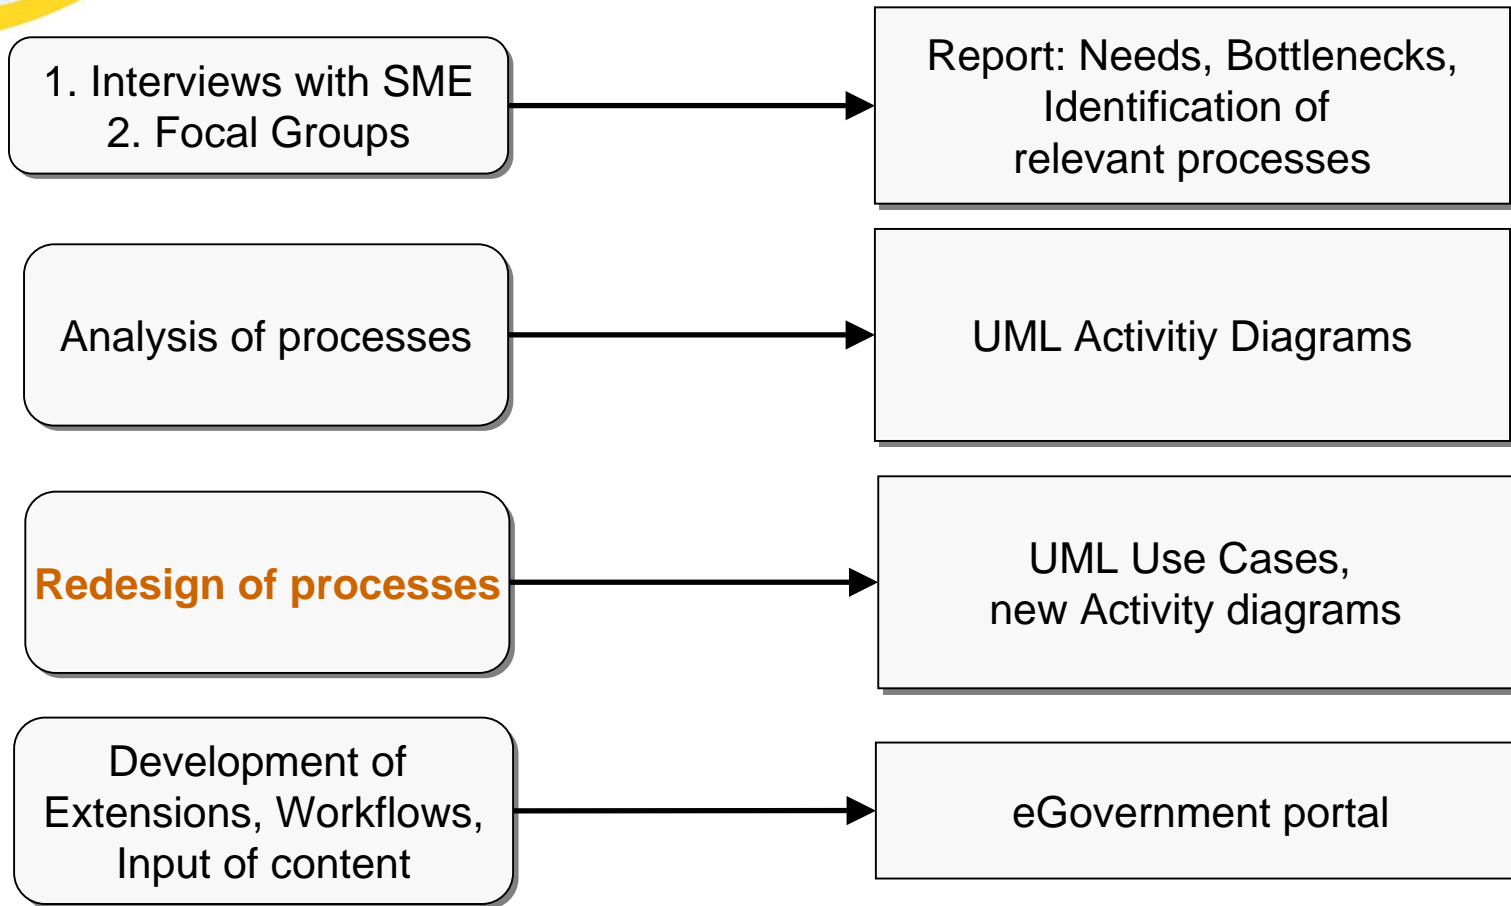 1. Interviews with SME
2. Focal Groups
Report: Needs, Bottlenecks,
Identification of
relevant processes
Analysis of processes
UML Activitiy Diagrams
Redesign of processes
UML Use Cases,
new Activity diagrams
Development of
Extensions, Workflows,
Input of content
eGovernment portal